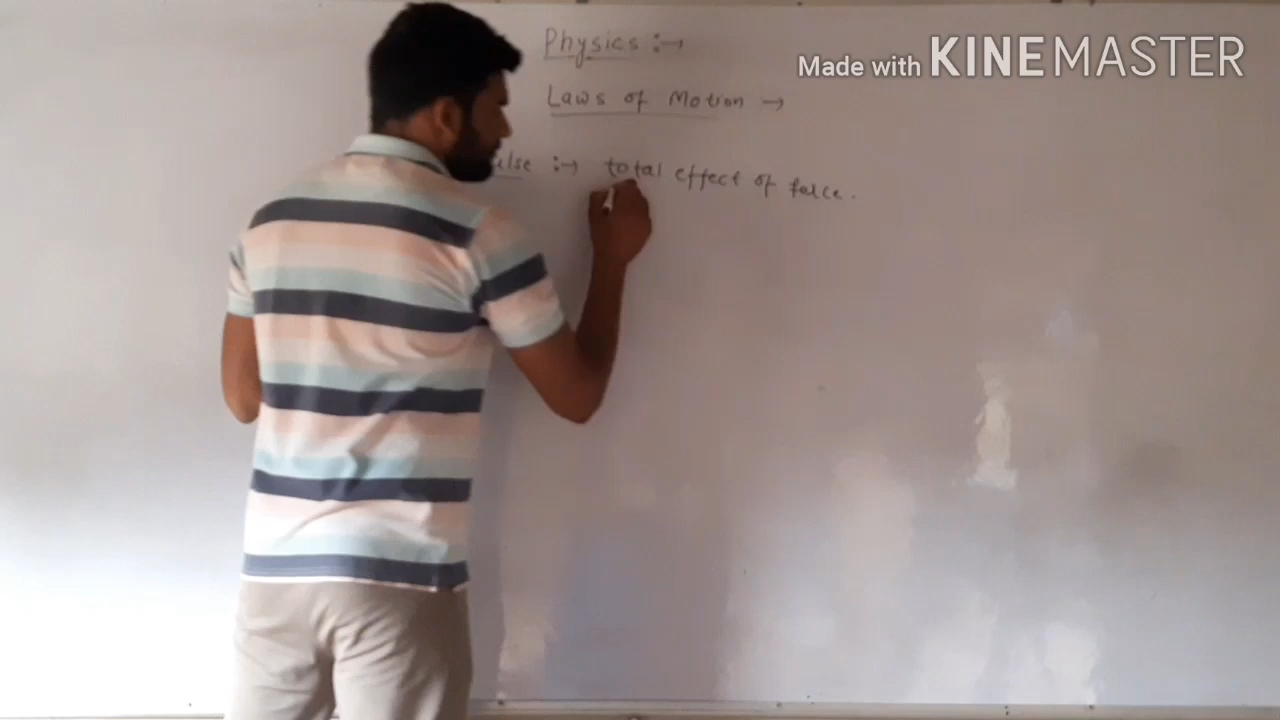 Physics :→
Made with KINEMASTER
Laws of Motion →
ulse :→ total effect of force.